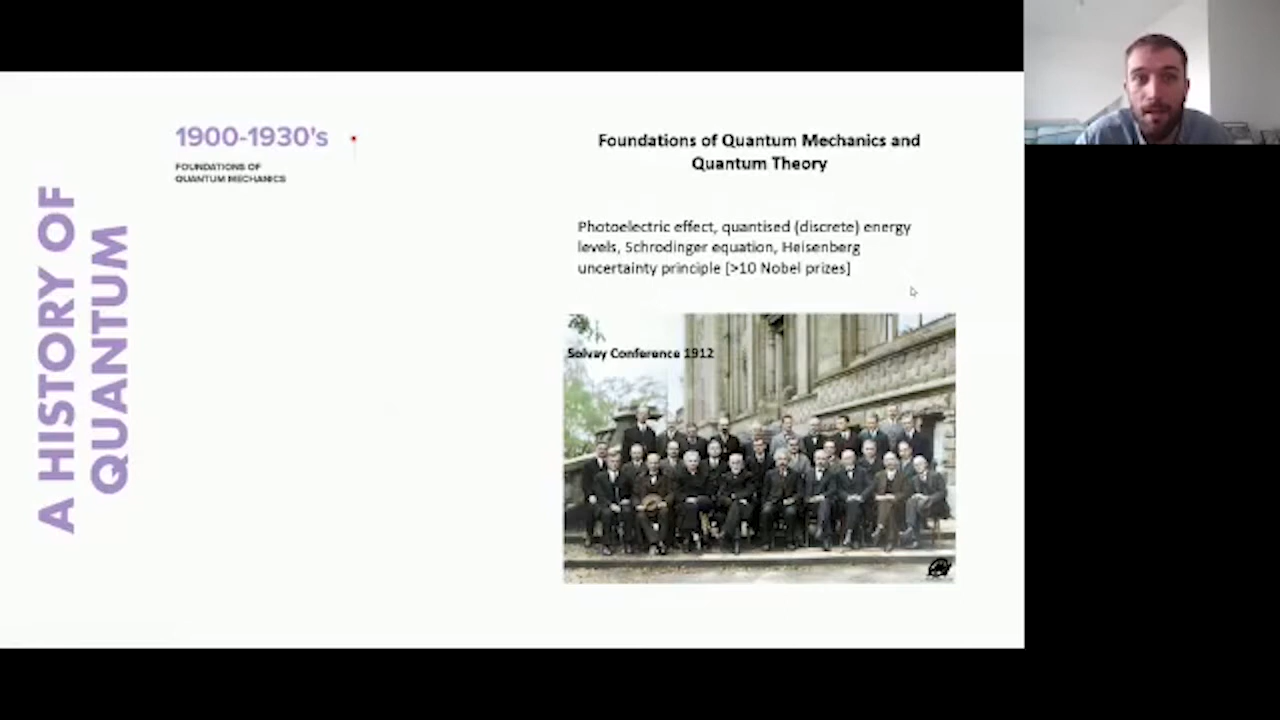 A HISTORY OF
QUANTUM
1900-1930's
FOUNDATIONS OF
QUANTUM MECHANICS
Foundations of Quantum Mechanics and
Quantum Theory
Photoelectric effect, quantised (discrete) energy
levels, Schrodinger equation, Heisenberg
uncertainty principle [>10 Nobel prizes]
Solvay Conference 1912